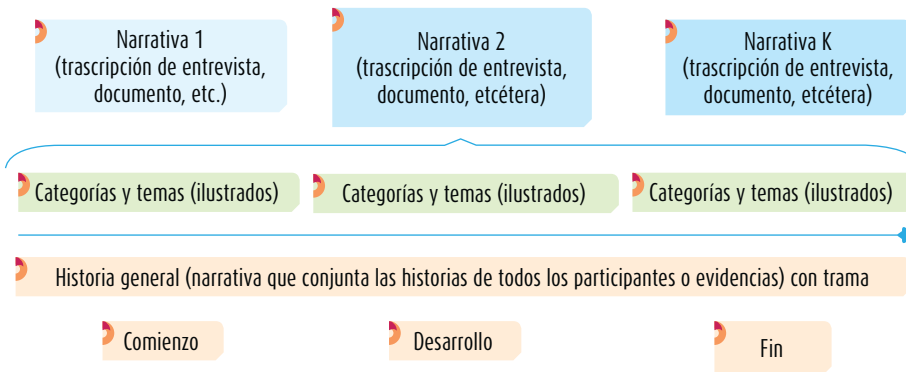 Narrativa 1
(trascripción de entrevista,
documento, etc.)
Narrativa 2
(trascripción de entrevista,
documento, etcétera)
Narrativa K
(trascripción de entrevista,
documento, etcétera)
Categorías y temas (ilustrados)
Categorías y temas (ilustrados)
Categorías y temas (ilustrados)
Historia general (narrativa que conjunta las historias de todos los participantes o evidencias) con trama
Comienzo
Desarrollo
Fin